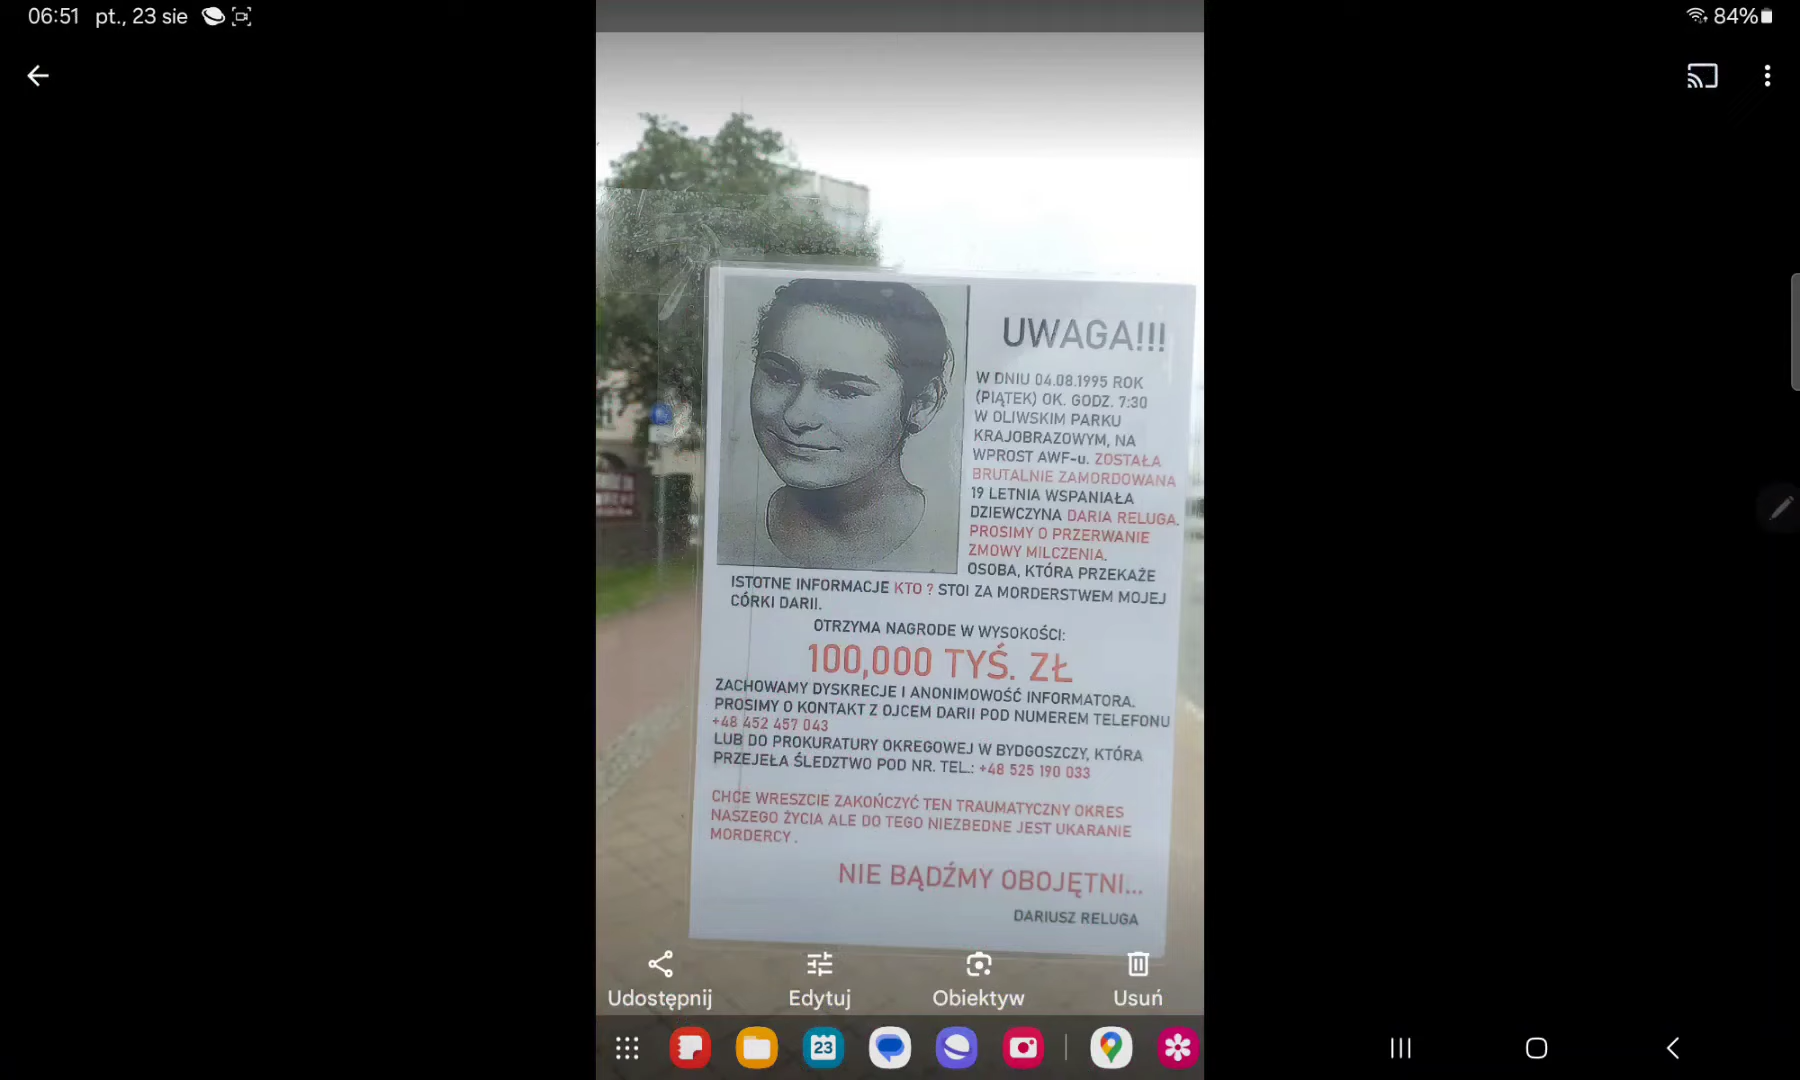 06:51 pt., 23 sie
84%
UWAGA!!!
W DNIU 04.08.1995 ROK
(PIĄTEK) OK. GODZ. 7:30
W OLIWSKIM PARKU
KRAJOBRAZOWYM, NA
WPROST AWF-u. ZOSTAŁA
BRUTALNIE ZAMORDOWANA
19 LETNIA WSPANIAŁA
DZIEWCZYNA DARIA RELUGA.
PROSIMY O PRZERWANIE
ZMOWY MILCZENIA.
OSOBA, KTÓRA PRZEKAŻE
ISTOTNE INFORMACJE KTO ? STOI ZA MORDERSTWEM MOJEJ
CÓRKI DARII.
OTRZYMA NAGRODE W WYSOKOŚCI:
100,000 TYŚ. ZŁ
ZACHOWAMY DYSKRECJE I ANONIMOWOŚĆ INFORMATORA.
PROSIMY O KONTAKT Z OJCEM DARII POD NUMEREM TELEFONU
+48 452 457 043
LUB DO PROKURATURY OKREGOWEJ W BYDGOSZCZY, KTÓRA
PRZEJEŁA ŚLEDZTWO POD NR. TEL.: +48 525 190 033
CHCE WRESZCIE ZAKOŃCZYĆ TEN TRAUMATYCZNY OKRES
NASZEGO ŻYCIA ALE DO TEGO NIEZBEDNE JEST UKARANIE
MORDERCY .
NIE BĄDŹMY OBOJĘTNI...
DARIUSZ RELUGA
Udostępnij Edytuj Obiektyw Usuń
23